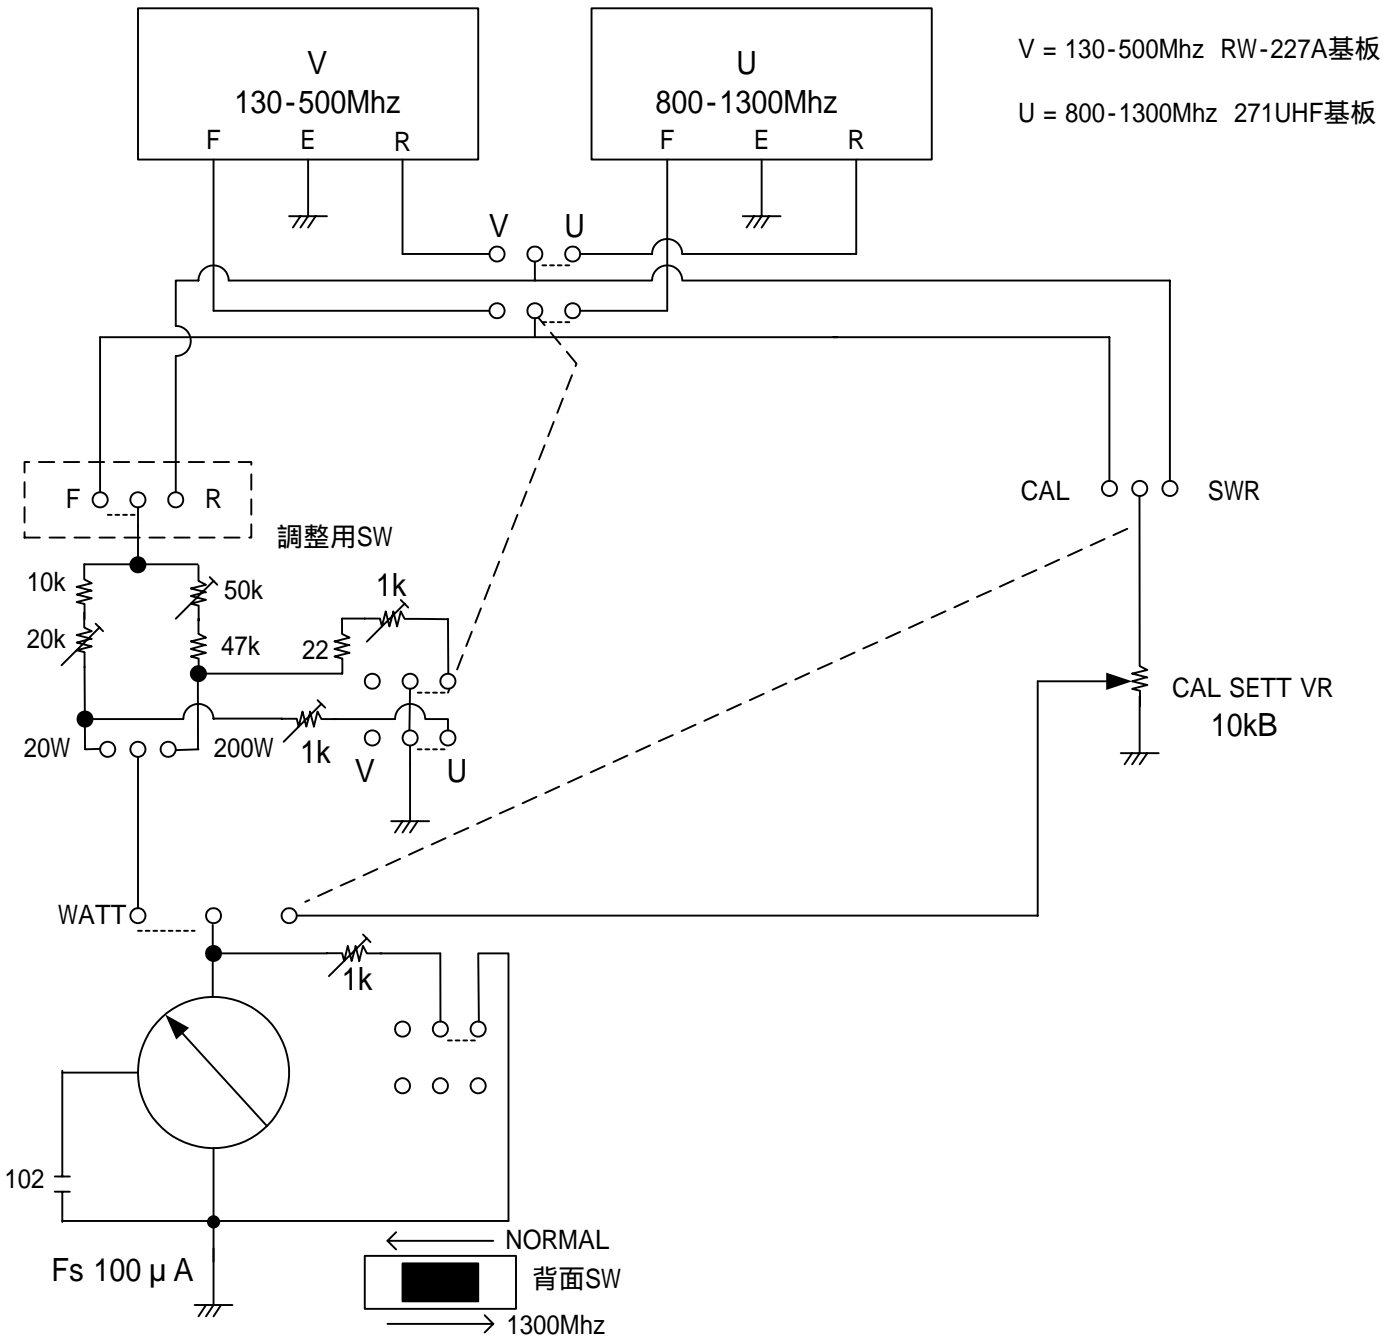 V
130-500Mhz
F E R
U
800-1300Mhz
F E R
V = 130-500Mhz RW-227A基板
U = 800-1300Mhz 271UHF基板
V U
F R
調整用SW
CAL SWR
10k
50k
1k
20k
47k
22
CAL SETT VR
10kB
20W
200W
1k
V U
WATT
1k
102
Fs 100 μ A
NORMAL
背面SW
1300Mhz